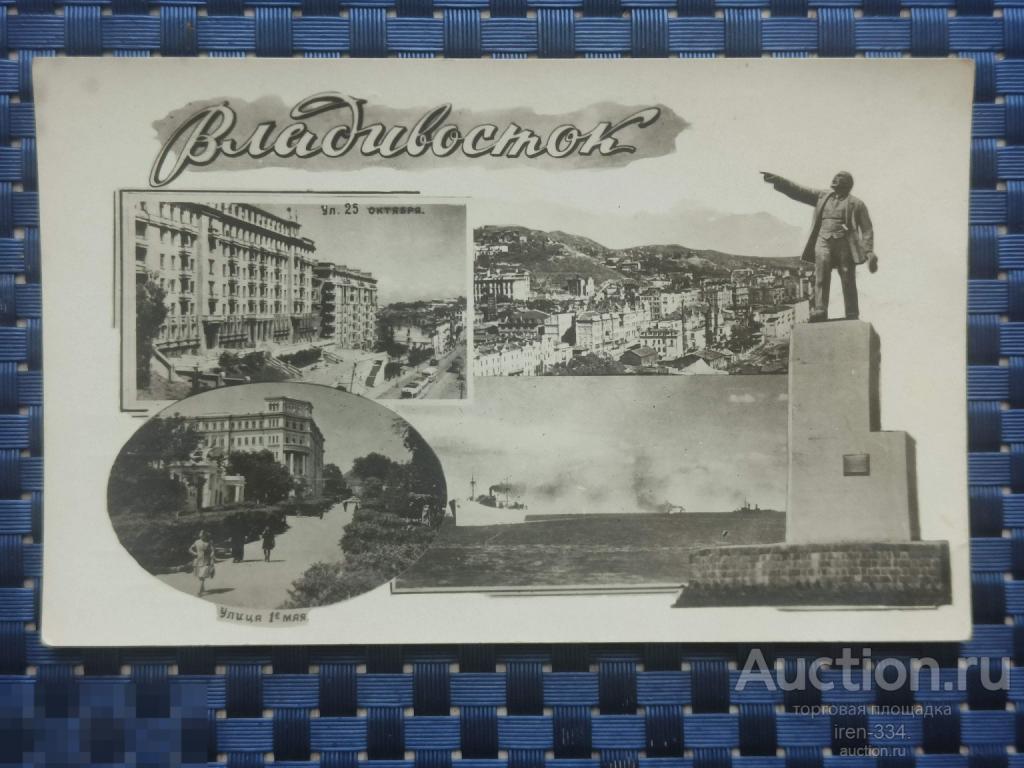 Владивосток
Ул. 25 ОКТЯБРЯ.
Улица 1е мая
Auction.ru
торговая площадка
iren-334.
auction.ru